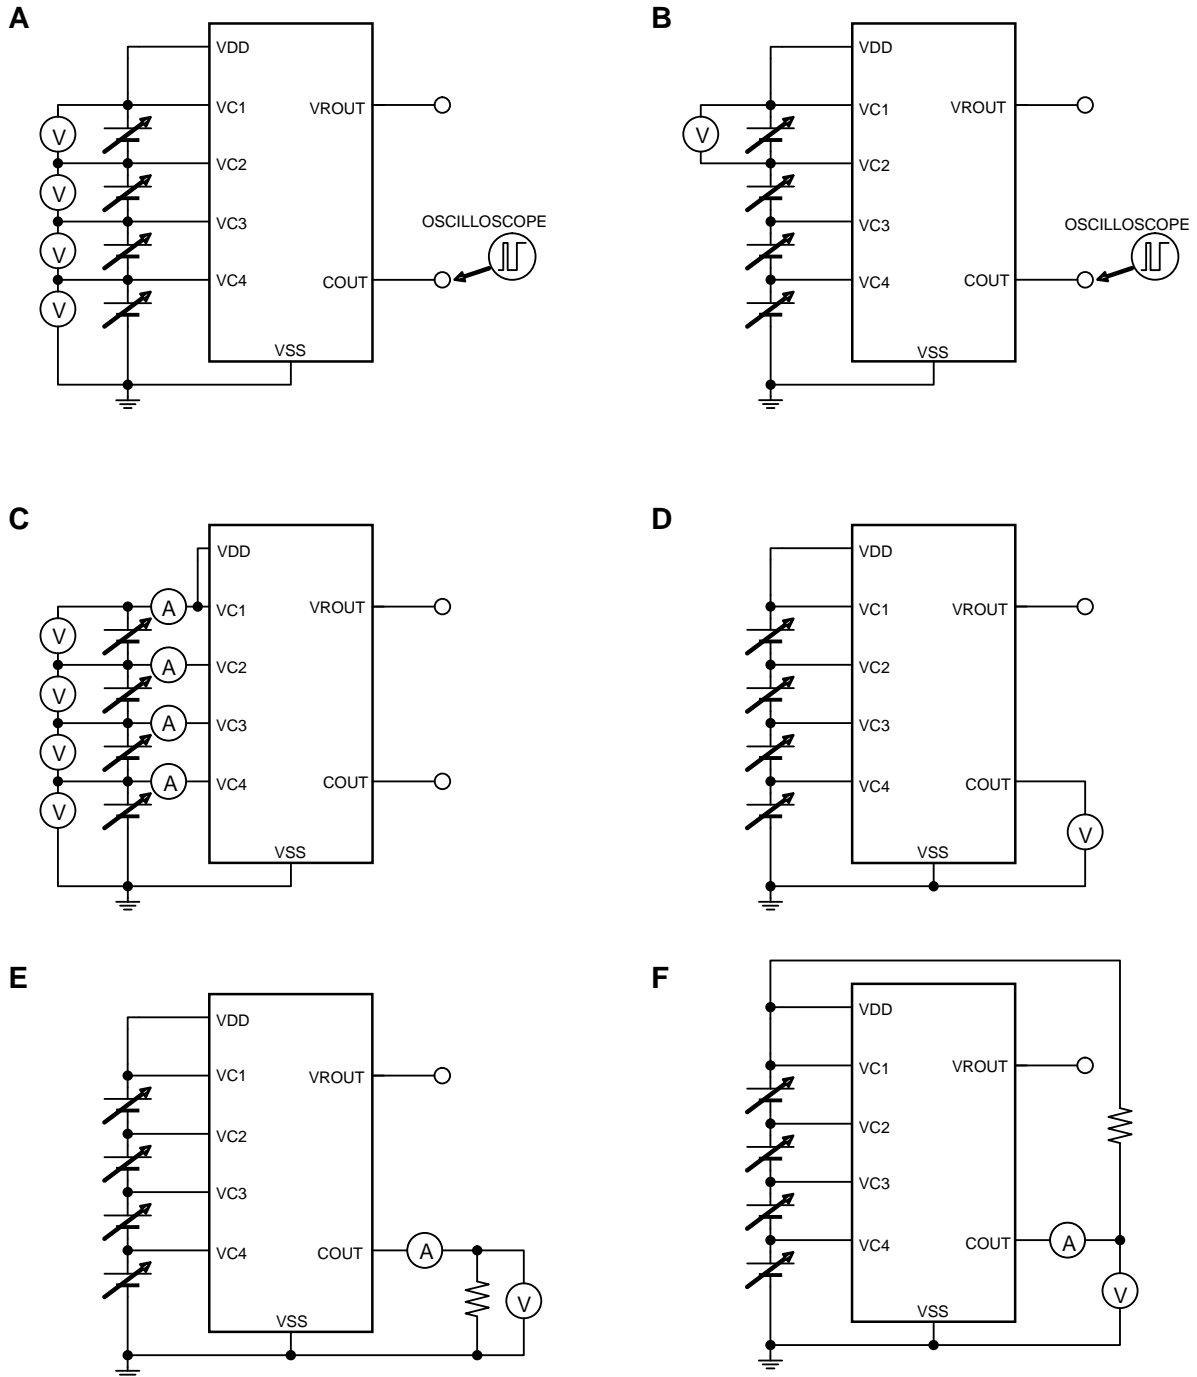 A
VDD
VC1
VROUT
V
VC2
V
VC3
V
OSCILLOSCOPE
VC4
COUT
V
VSS
B
VDD
VC1
VROUT
V
VC2
VC3
OSCILLOSCOPE
VC4
COUT
VSS
C
VDD
A
VC1
VROUT
V
A
VC2
V
A
VC3
V
A
VC4
COUT
V
VSS
D
VDD
VC1
VROUT
VC2
VC3
VC4
COUT
V
VSS
E
VDD
VC1
VROUT
VC2
VC3
VC4
COUT
A
V
VSS
F
VDD
VC1
VROUT
VC2
VC3
VC4
COUT
A
V
VSS